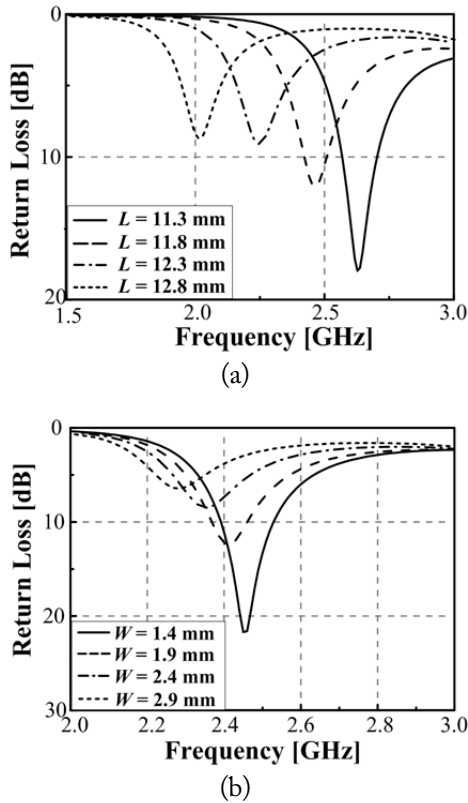 0
10
20
Return Loss [dB]
L = 11.3 mm
L = 11.8 mm
L = 12.3 mm
L = 12.8 mm
1.5 2.0 2.5 3.0
Frequency [GHz]
(a)
0
10
20
30
Return Loss [dB]
W = 1.4 mm
W = 1.9 mm
W = 2.4 mm
W = 2.9 mm
2.0 2.2 2.4 2.6 2.8 3.0
Frequency [GHz]
(b)